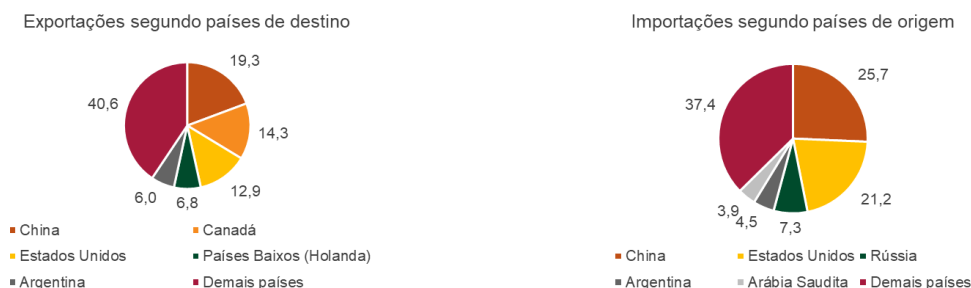 Exportações segundo países de destino
19,3
14,3
12,9
6,8
6,0
40,6
China
Canadá
Estados Unidos
Países Baixos (Holanda)
Argentina
Demais países
Importações segundo países de origem
25,7
21,2
7,3
4,5
3,9
37,4
China
Estados Unidos
Rússia
Argentina
Arábia Saudita
Demais países